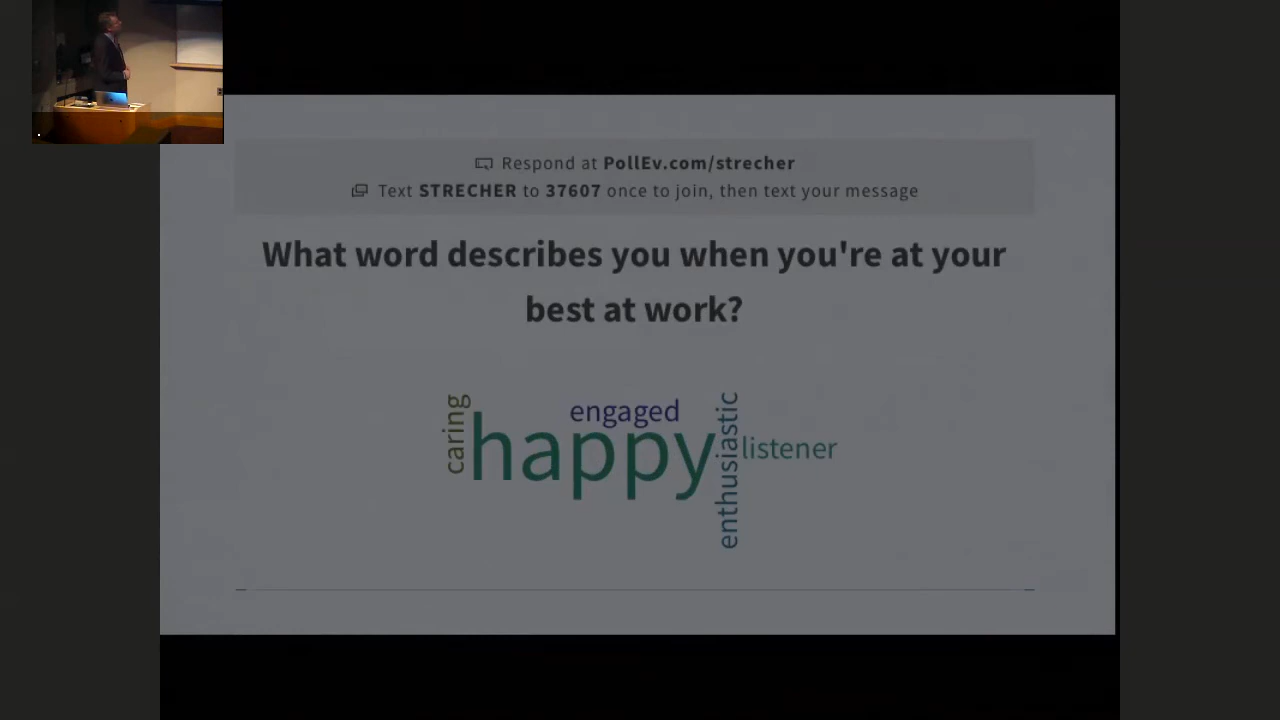 Respond at PollEv.com/strecher
Text STRECHER to 37607 once to join, then text your message
What word describes you when you're at your
best at work?
caring
happy
engaged
enthusiastic
listener